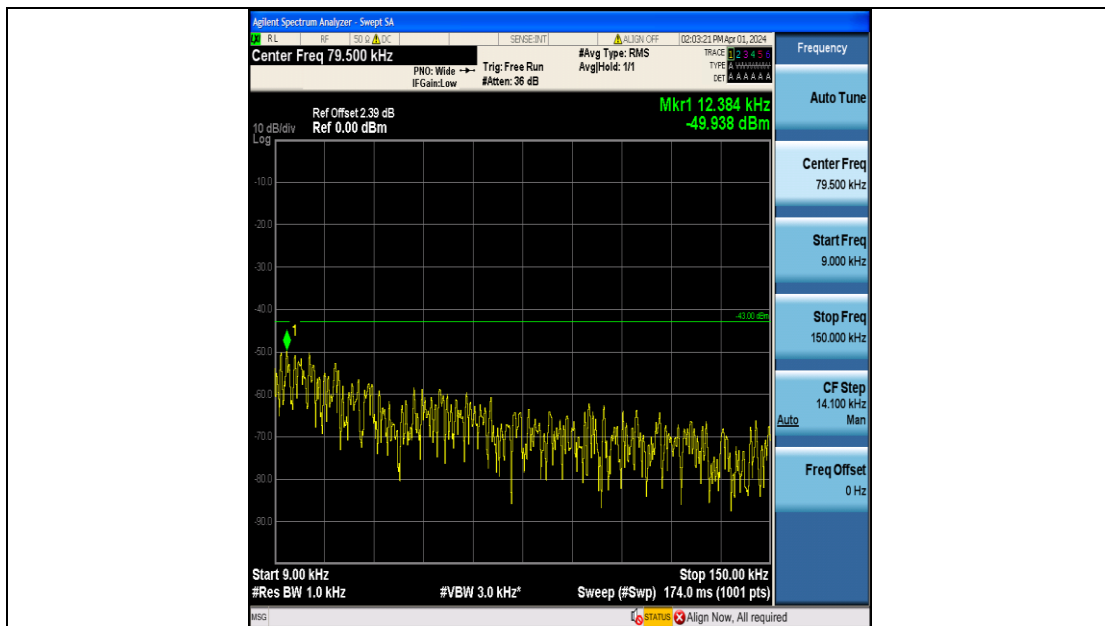 Agilent Spectrum Analyzer - Swept SA
RL RF 50 Ω DC SENSE:INT ALIGN OFF 02:03:21 PM Apr 01, 2024
Center Freq 79.500 kHz
PNO: Wide
IFGain:Low
Trig: Free Run
#Atten: 36 dB
#Avg Type: RMS
Avg|Hold: 1/1
TRACE 1 2 3 4 5 6
TYPE A
DET A A A A A A
Mkr1 12.384 kHz
-49.938 dBm
Ref Offset 2.39 dB
10 dB/div Ref 0.00 dBm
Log
-10.0
-20.0
-30.0
-40.0
-43.00 dBm
1
-50.0
-60.0
-70.0
-80.0
-90.0
Start 9.00 kHz Stop 150.00 kHz
#Res BW 1.0 kHz #VBW 3.0 kHz* Sweep (#Swp) 174.0 ms (1001 pts)
MSG STATUS Align Now, All required
Frequency
Auto Tune
Center Freq
79.500 kHz
Start Freq
9.000 kHz
Stop Freq
150.000 kHz
CF Step
14.100 kHz
Auto Man
Freq Offset
0 Hz